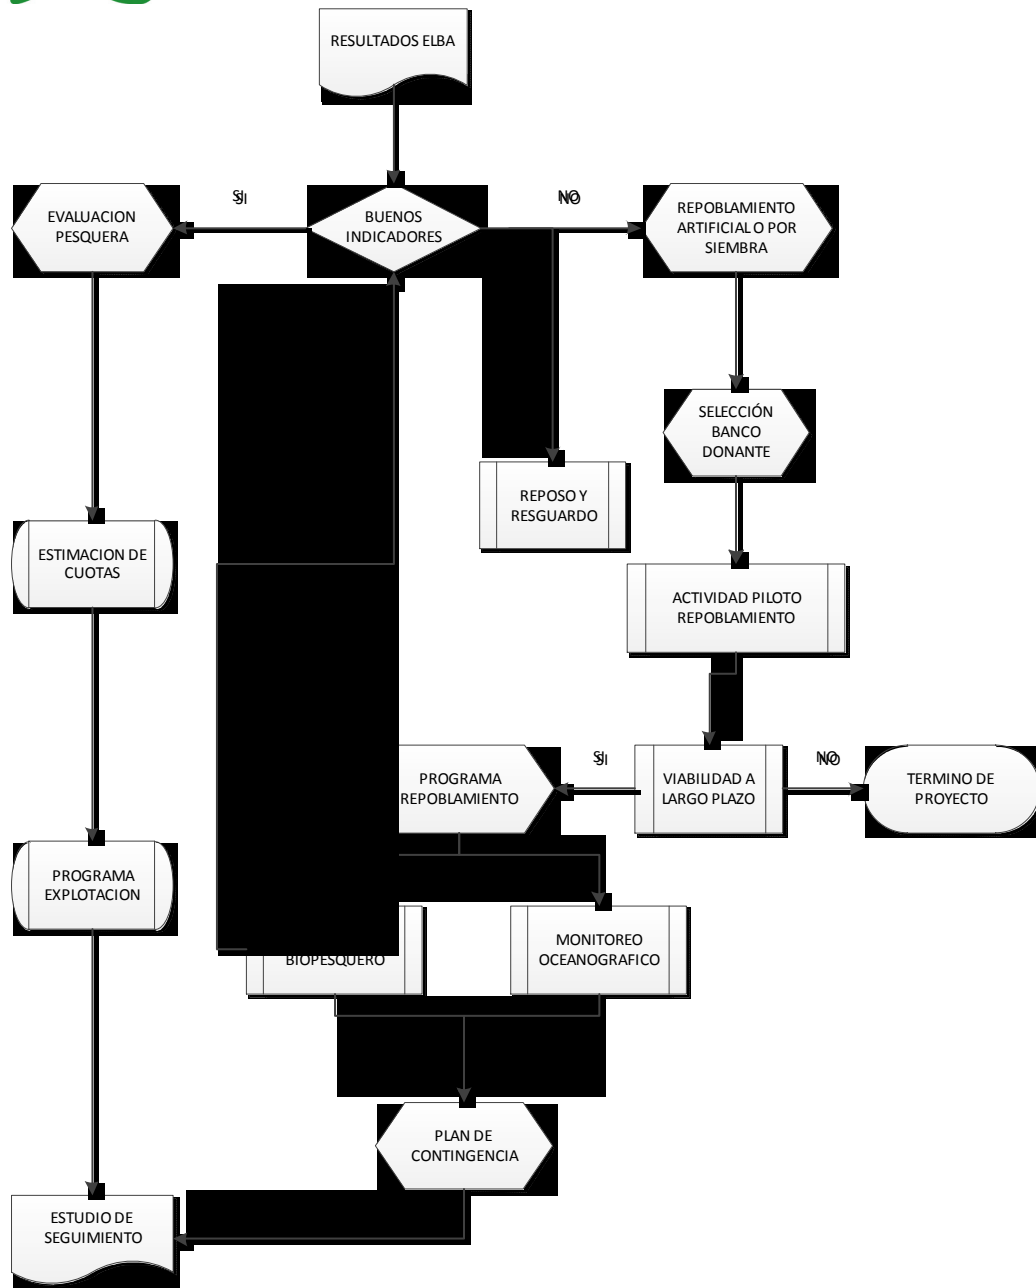 RESULTADOS ELBA
SI
NO
EVALUACION
PESQUERA
BUENOS
INDICADORES
REPOBLAMIENTO
ARTIFICIAL O POR
SIEMBRA
SELECCIÓN
BANCO
DONANTE
REPOSO Y
RESGUARDO
ESTIMACION DE
CUOTAS
ACTIVIDAD PILOTO
REPOBLAMIENTO
SI
NO
PROGRAMA
REPOBLAMIENTO
VIABILIDAD A
LARGO PLAZO
TERMINO DE
PROYECTO
PROGRAMA
EXPLOTACION
BIOPESQUERO
MONITOREO
OCEANOGRAFICO
PLAN DE
CONTINGENCIA
ESTUDIO DE
SEGUIMIENTO